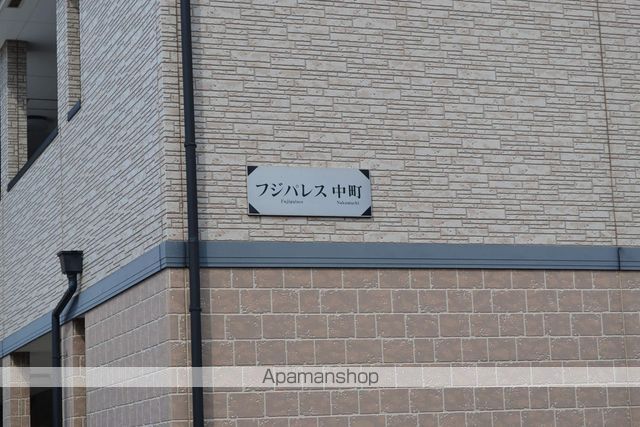 フジパレス 中町
Fujipalace Nakamachi
Apamanshop